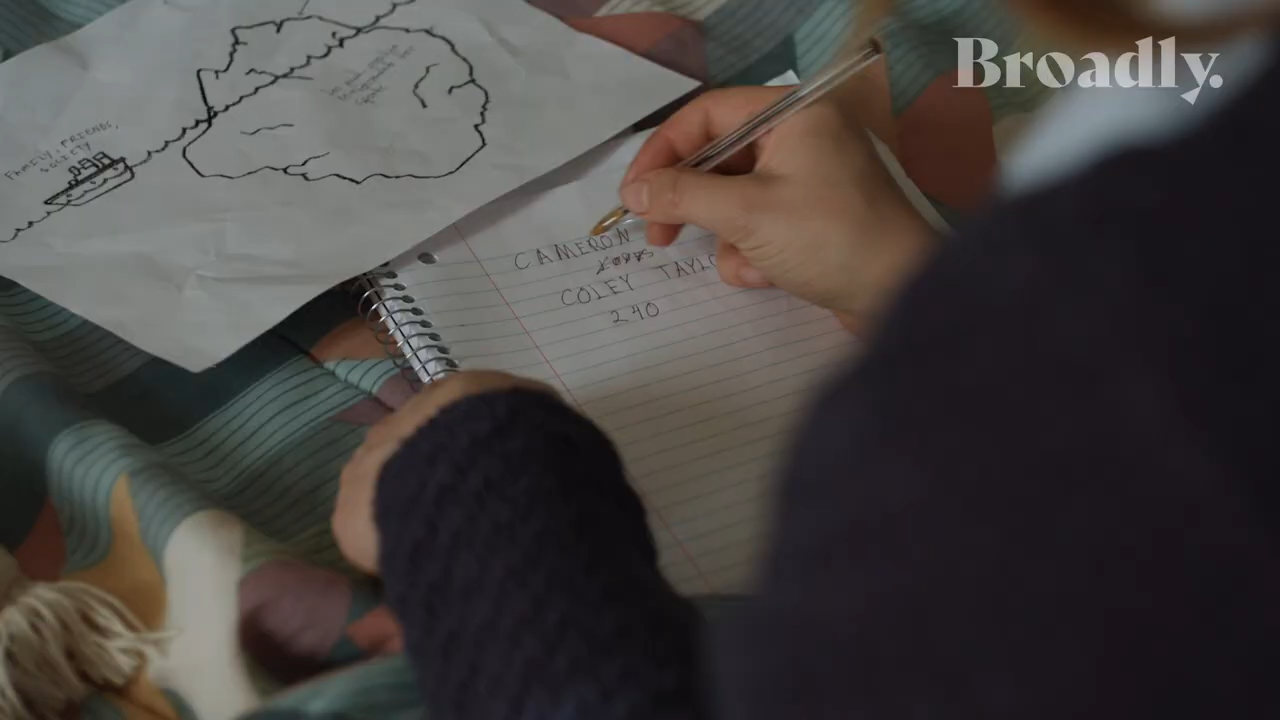 Broadly.
FAMILY, FRIENDS,
SOCIETY
CAMERON
COLEY TAYLO
240